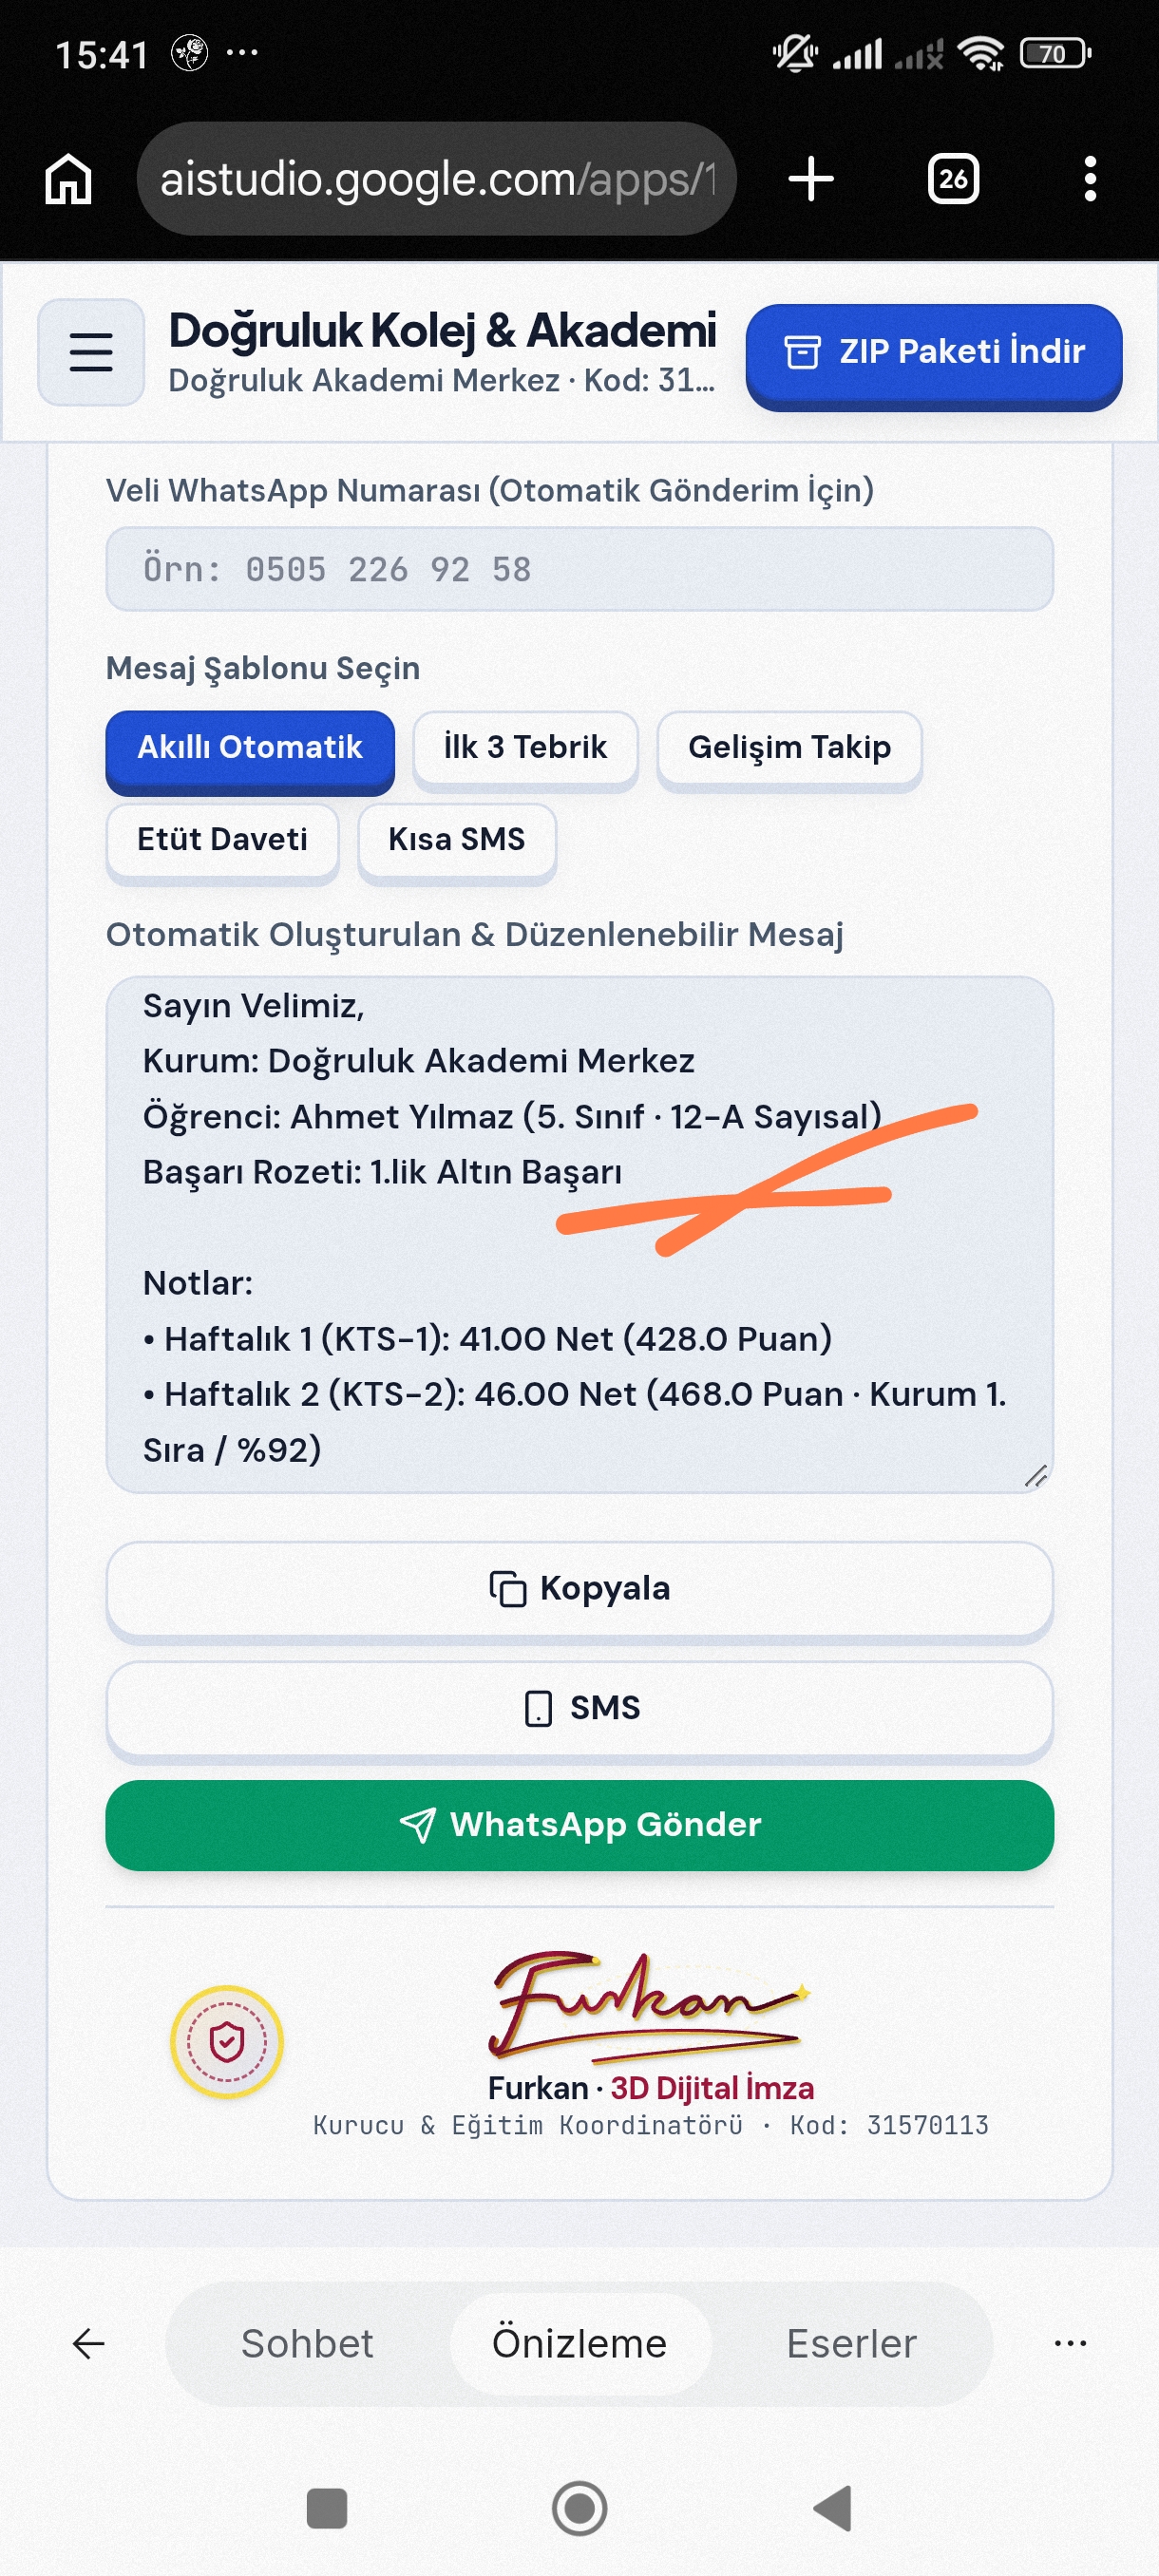 15:41
70
aistudio.google.com/apps/1
26
Doğruluk Kolej & Akademi
Doğruluk Akademi Merkez · Kod: 31...
ZIP Paketi İndir
Veli WhatsApp Numarası (Otomatik Gönderim İçin)
Örn: 0505 226 92 58
Mesaj Şablonu Seçin
Akıllı Otomatik
İlk 3 Tebrik
Gelişim Takip
Etüt Daveti
Kısa SMS
Otomatik Oluşturulan & Düzenlenebilir Mesaj
Sayın Velimiz,
Kurum: Doğruluk Akademi Merkez
Öğrenci: Ahmet Yılmaz (5. Sınıf · 12-A Sayısal)
Başarı Rozeti: 1.lik Altın Başarı
Notlar:
• Haftalık 1 (KTS-1): 41.00 Net (428.0 Puan)
• Haftalık 2 (KTS-2): 46.00 Net (468.0 Puan · Kurum 1.
Sıra / %92)
Kopyala
SMS
WhatsApp Gönder
Furkan
Furkan · 3D Dijital İmza
Kurucu & Eğitim Koordinatörü · Kod: 31570113
Sohbet
Önizleme
Eserler